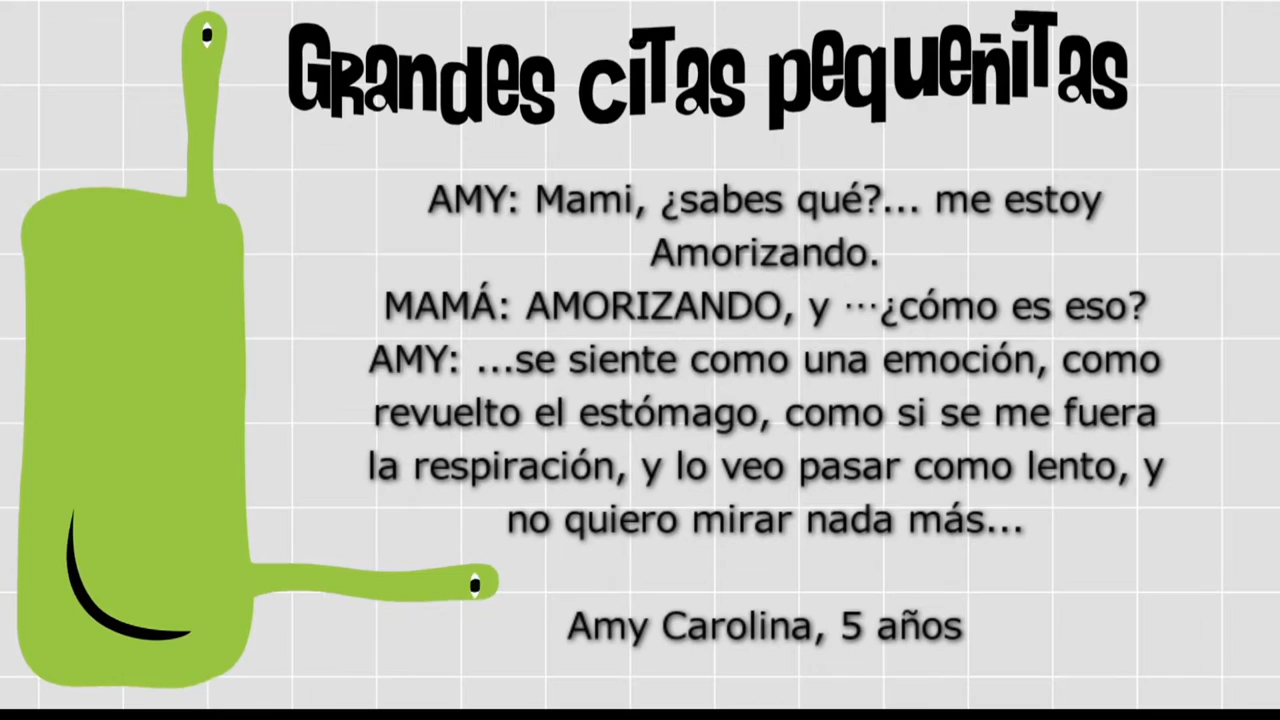 Grandes citas pequeñitas
AMY: Mami, ¿sabes qué?... me estoy
Amorizando.
MAMÁ: AMORIZANDO, y ···¿cómo es eso?
AMY: ...se siente como una emoción, como
revuelto el estómago, como si se me fuera
la respiración, y lo veo pasar como lento, y
no quiero mirar nada más...
Amy Carolina, 5 años